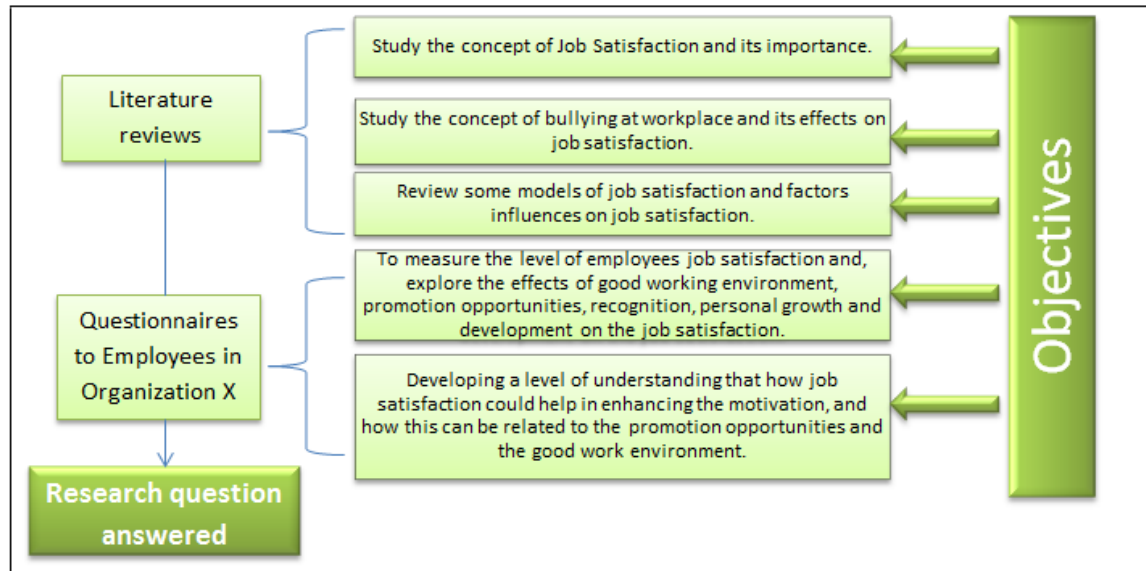 Literature
reviews
Study the concept of Job Satisfaction and its importance.
Study the concept of bullying at workplace and its effects on
job satisfaction.
Review some models of job satisfaction and factors
influences on job satisfaction.
Questionnaires
to Employees in
Organization X
To measure the level of employees job satisfaction and,
explore the effects of good working environment,
promotion opportunities, recognition, personal growth and
development on the job satisfaction.
Developing a level of understanding that how job
satisfaction could help in enhancing the motivation, and
how this can be related to the promotion opportunities and
the good work environment.
Research question
answered
Objectives